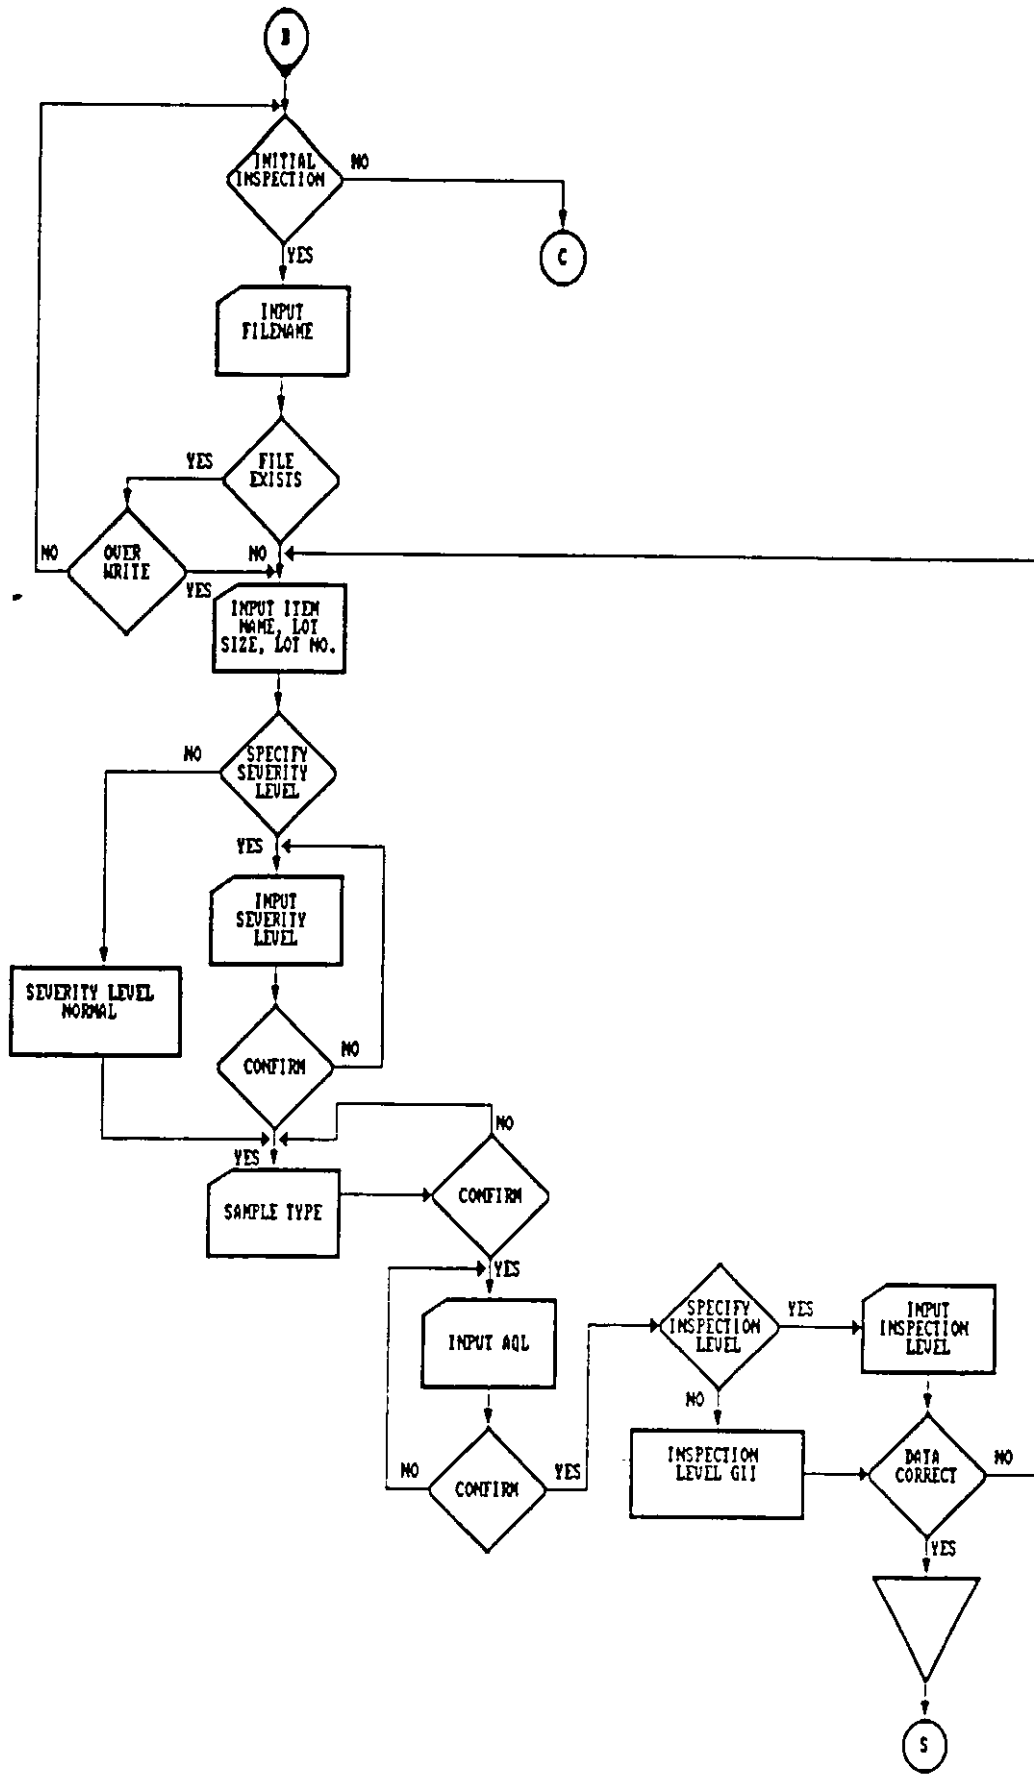 INITIAL
INSPECTION
NO
C
YES
INPUT
FILENAME
YES
FILE
EXISTS
NO
OVER
WRITE
YES
NO
INPUT ITEM
NAME, LOT
SIZE, LOT NO.
NO
SPECIFY
SEVERITY
LEVEL
YES
INPUT
SEVERITY
LEVEL
SEVERITY LEVEL
NORMAL
CONFIRM
NO
YES
SAMPLE TYPE
NO
CONFIRM
YES
INPUT AQL
NO
CONFIRM
YES
SPECIFY
INSPECTION
LEVEL
YES
INPUT
INSPECTION
LEVEL
NO
INSPECTION
LEVEL GII
DATA
CORRECT
NO
YES
S